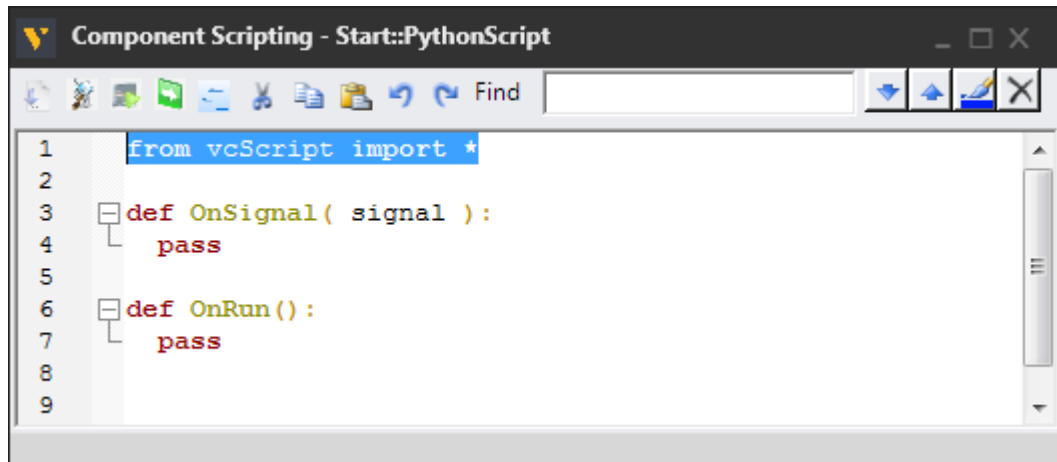 Component Scripting - Start::PythonScript
Find
1 from vcScript import *
2
3 def OnSignal( signal ):
4 pass
5
6 def OnRun():
7 pass
8
9